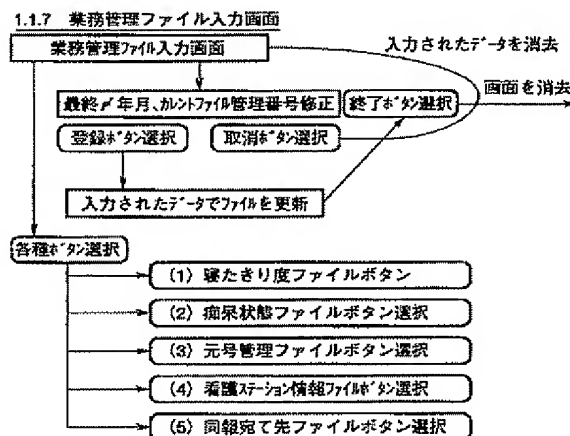 1.1.7 業務管理ファイル入力画面
業務管理ファイル入力画面
入力されたデータを消去
画面を消去
最終〆年月、カレントファイル管理番号修正
終了ボタン選択
登録ボタン選択
取消ボタン選択
入力されたデータでファイルを更新
各種ボタン選択
(1) 寝たきり度ファイルボタン
(2) 痴呆状態ファイルボタン選択
(3) 元号管理ファイルボタン選択
(4) 看護ステーション情報ファイルボタン選択
(5) 同報宛て先ファイルボタン選択